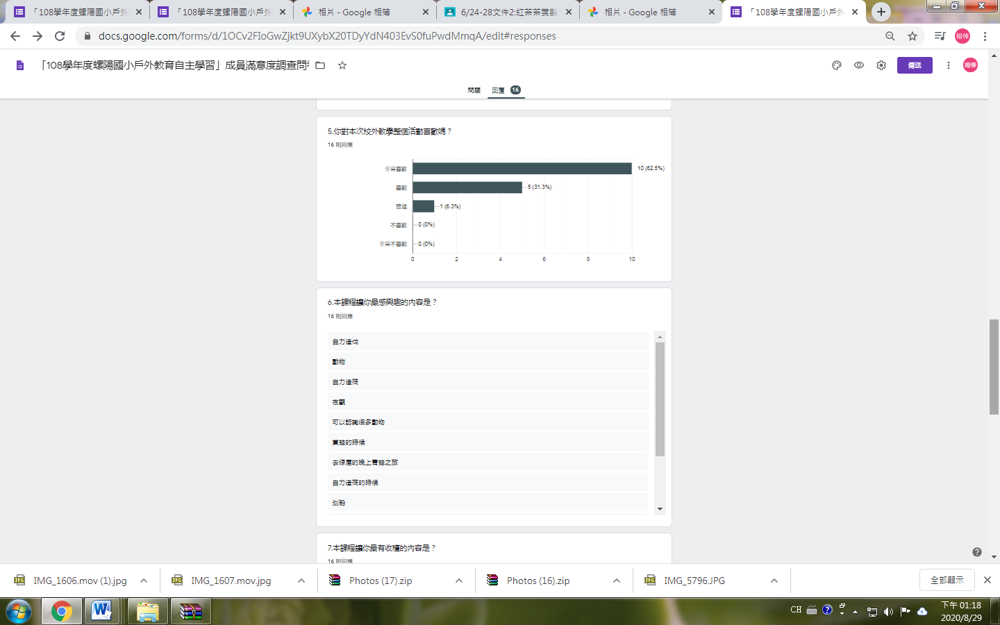 「108學年度螺陽國小戶外
「108學年度螺陽國小戶外
相片 - Google 相簿
6/24-28文件2:紅茶茶葉製
相片 - Google 相簿
「108學年度螺陽國小戶外
docs.google.com/forms/d/1OCv2FIoGwZjkt9UXybX20TDyYdN403EvS0fuPwdMmqA/edit#responses
榕倖
「108學年度螺陽國小戶外教育自主學習」成員滿意度調查問
傳送
榕倖
問題
回覆 16
5.你對本次校外教學整個活動喜歡嗎？
16 則回應
非常喜歡
10 (62.5%)
喜歡
5 (31.3%)
普通
1 (6.3%)
不喜歡
0 (0%)
非常不喜歡
0 (0%)
0 2 4 6 8 10
6.本課程讓你最感興趣的內容是？
16 則回應
自力造伐
動物
自力造筏
夜觀
可以認識很多動物
賞蛙的時候
去綠屋的晚上青蛙之旅
自力造筏的時候
划船
7.本課程讓你最有收穫的內容是？
16 則回應
IMG_1606.mov (1).jpg
IMG_1607.mov.jpg
Photos (17).zip
Photos (16).zip
IMG_5796.JPG
全部顯示
CH
下午 01:18
2020/8/29